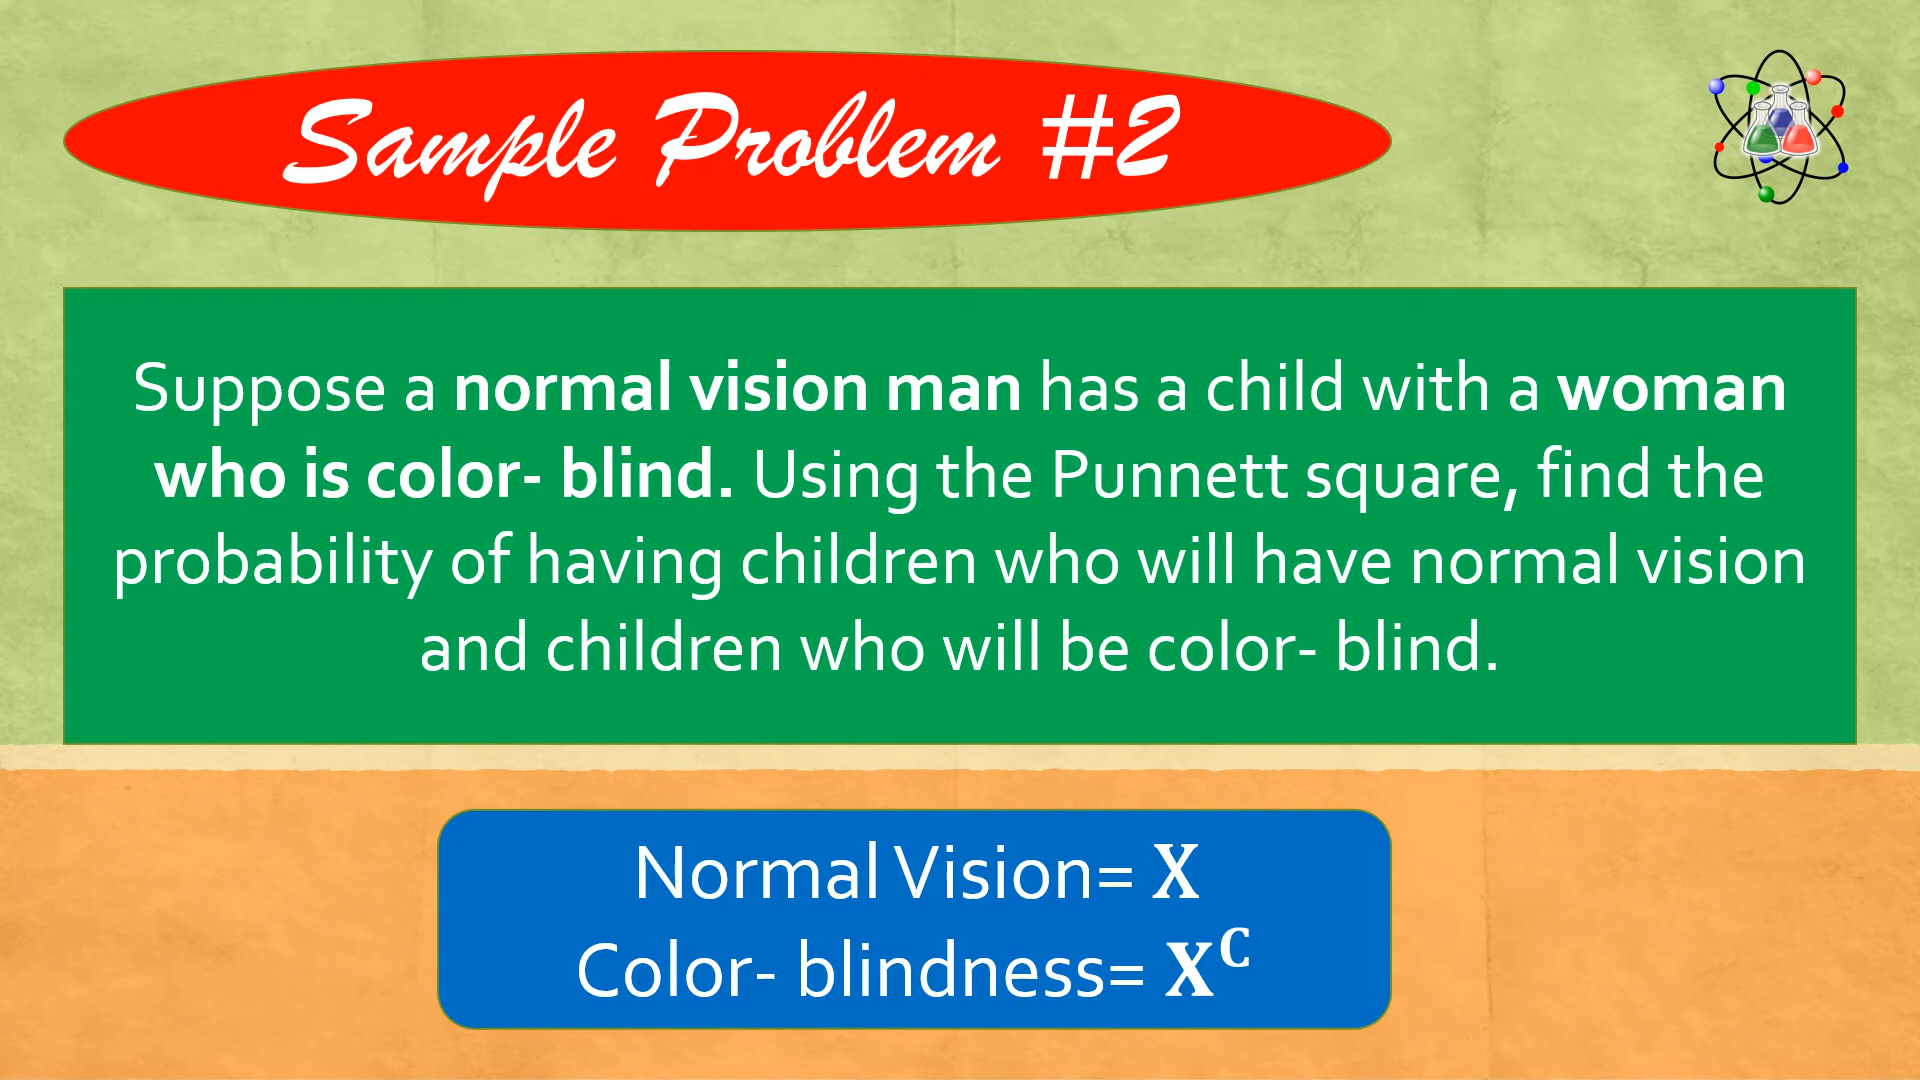 Sample Problem #2
Suppose a normal vision man has a child with a woman
who is color- blind. Using the Punnett square, find the
probability of having children who will have normal vision
and children who will be color- blind.
Normal Vision= X
Color- blindness= X^C